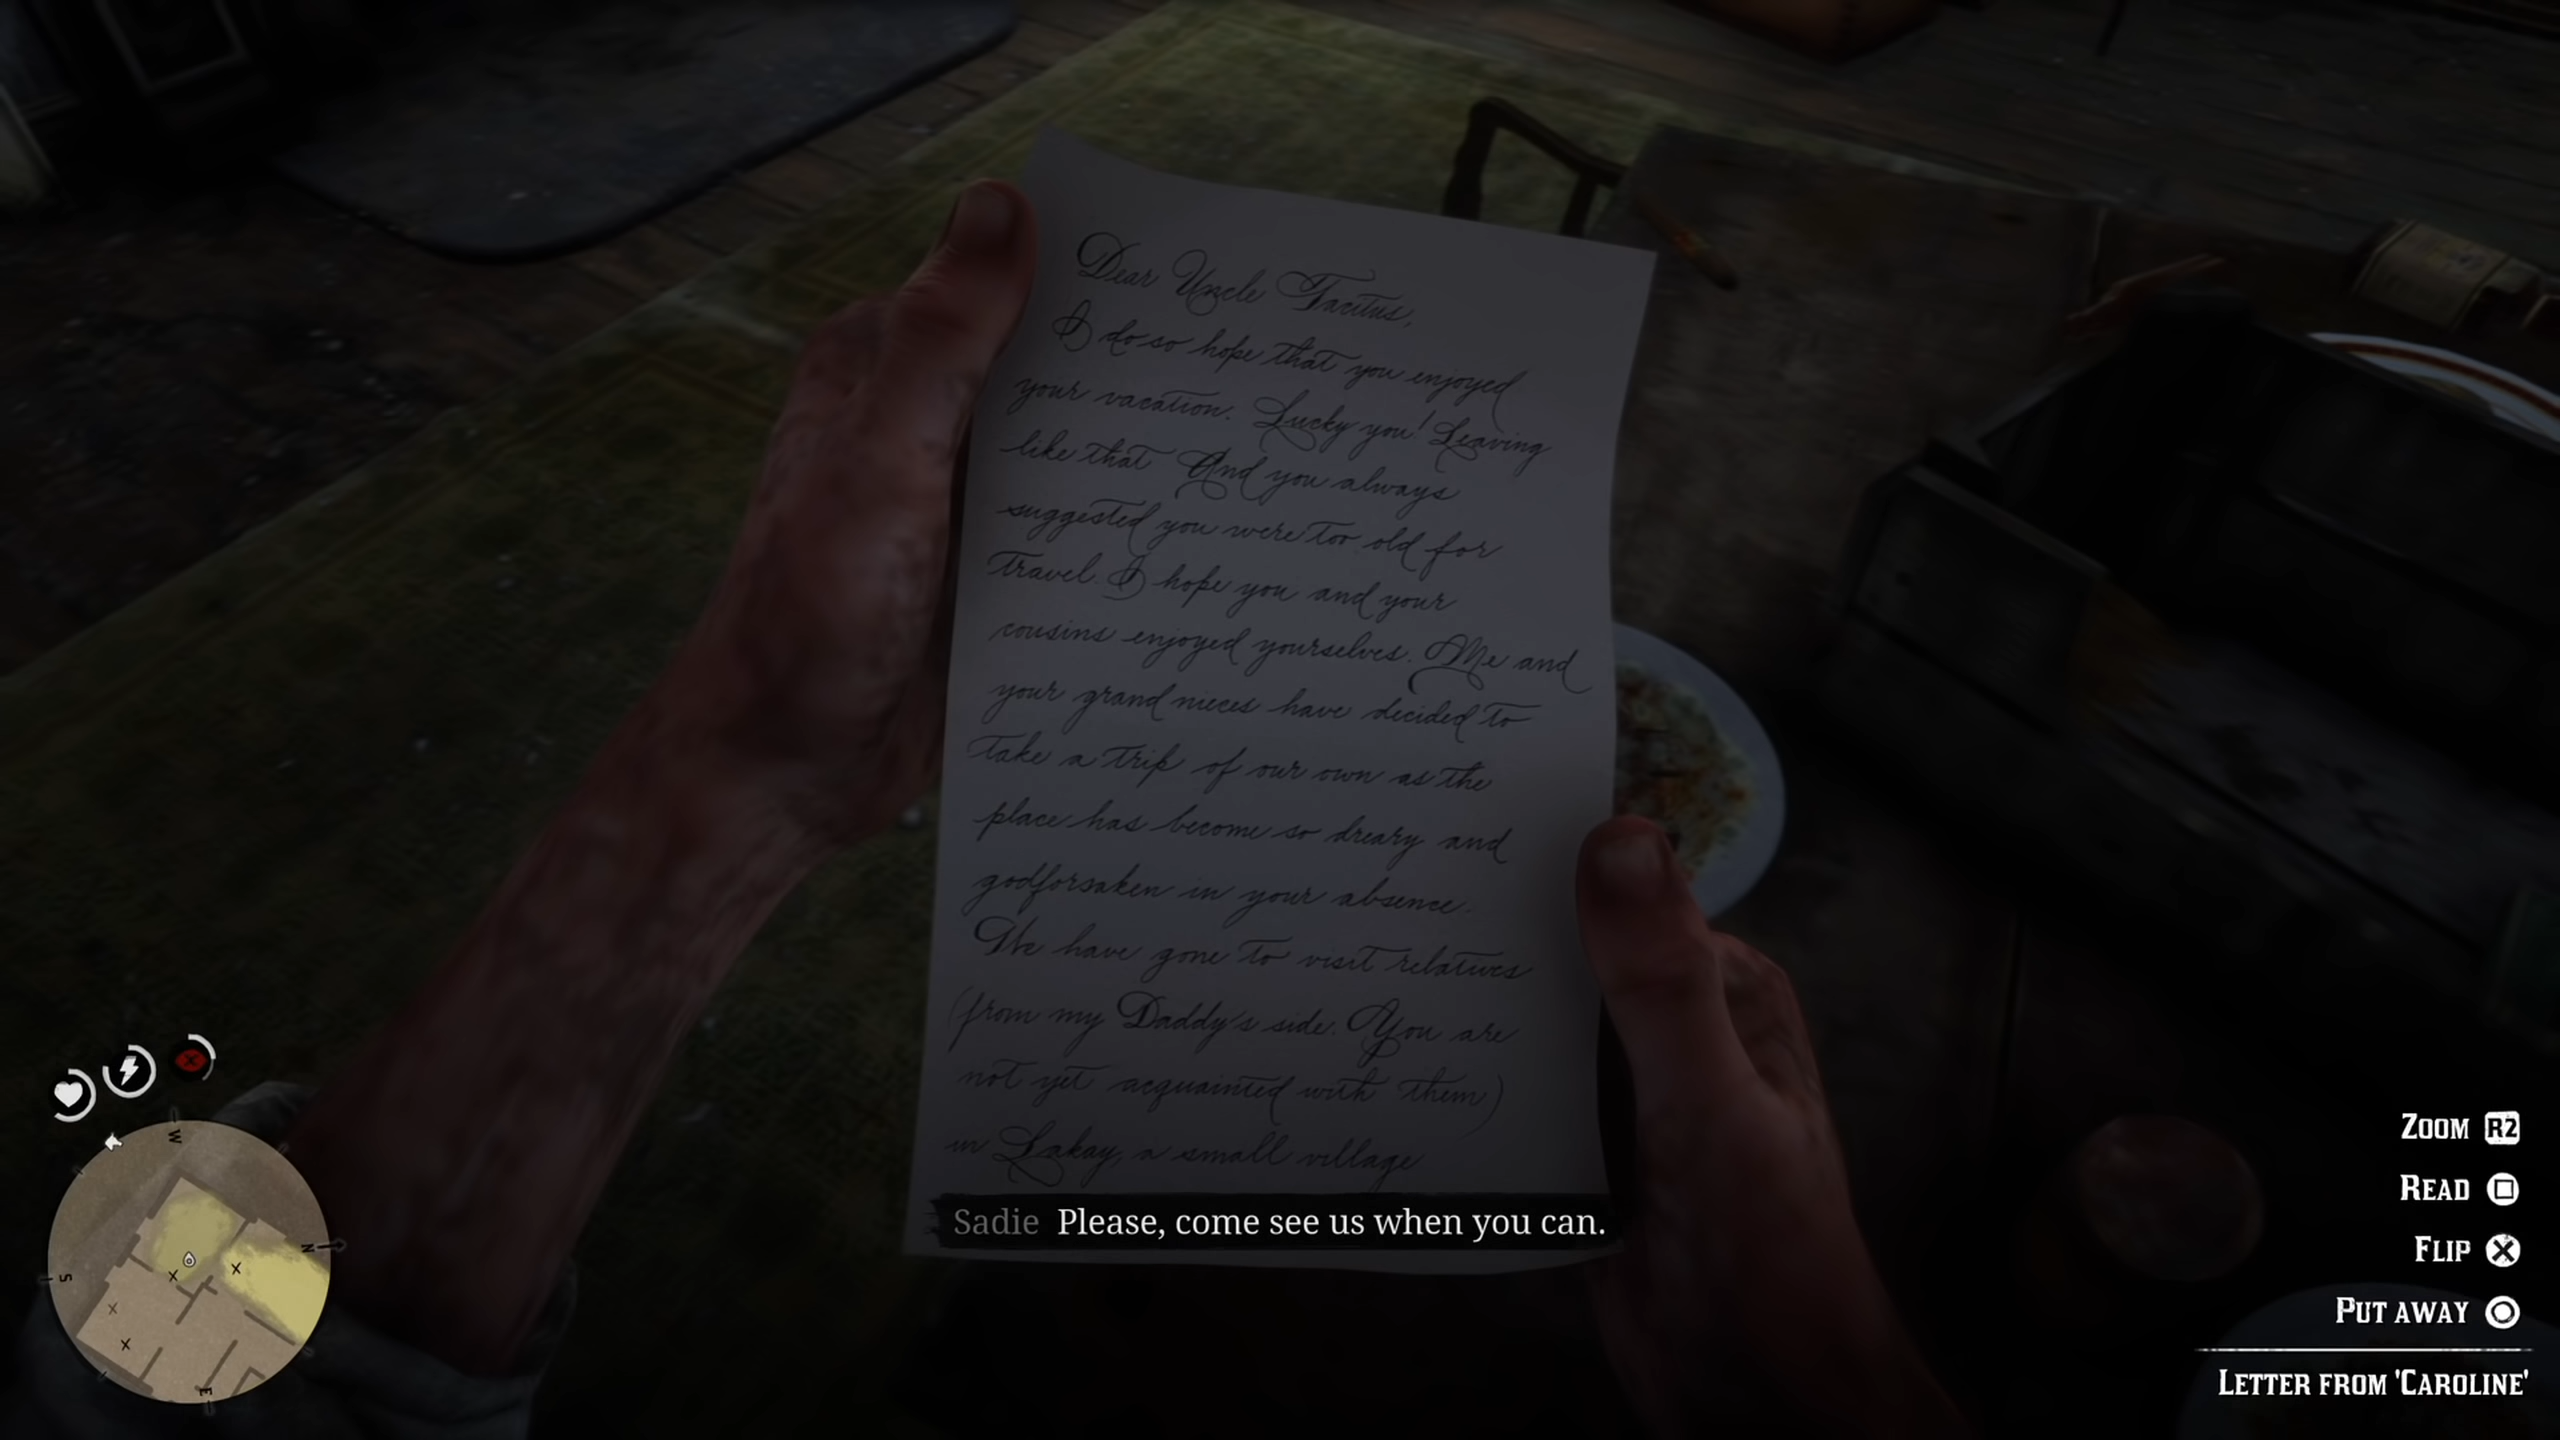 Dear Uncle Tacitus,
I do so hope that you enjoyed
your vacation. Lucky you! Leaving
like that And you always
suggested you were too old for
travel. I hope you and your
cousins enjoyed yourselves. Me and
your grand nieces have decided to
take a trip of our own as the
place has become so dreary and
godforsaken in your absence.
We have gone to visit relatives
(from my Daddy's side. You are
not yet acquainted with them)
in Lakay, a small village
Sadie Please, come see us when you can.
W
N
S
E
ZOOM R2
READ
FLIP
PUT AWAY
LETTER FROM 'CAROLINE'